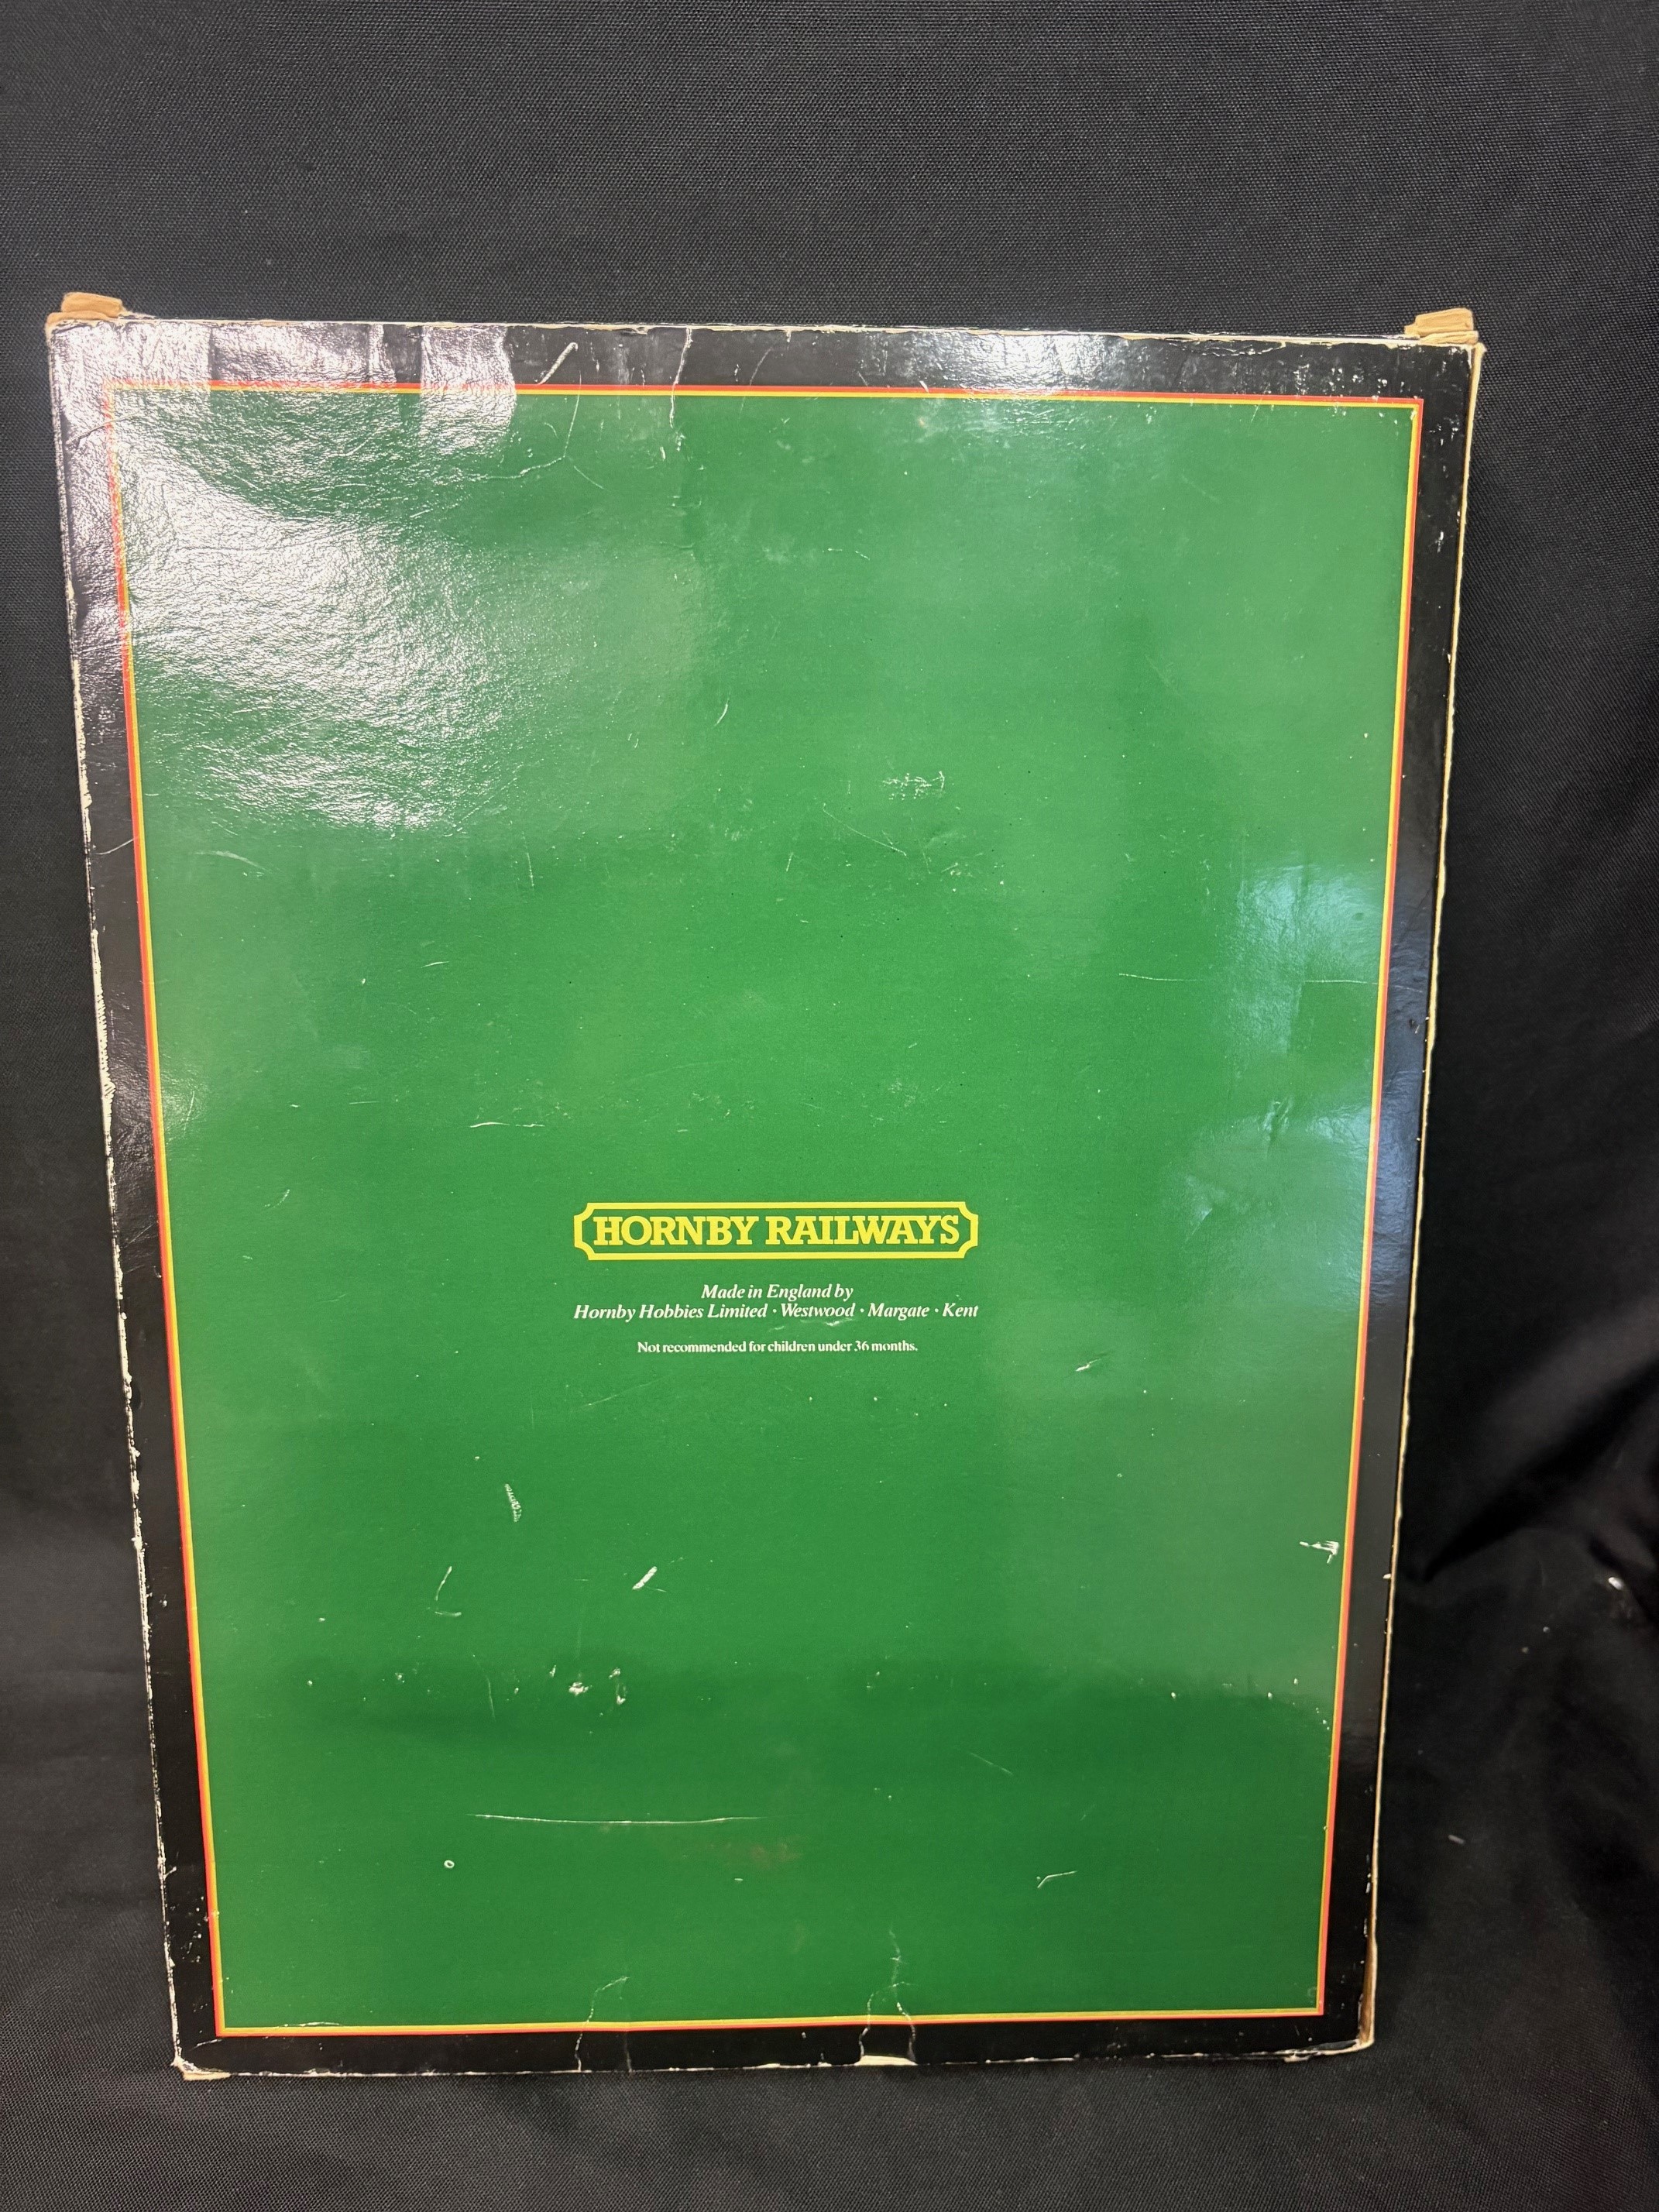 HORNBY RAILWAYS
Made in England by
Hornby Hobbies Limited · Westwood · Margate · Kent
Not recommended for children under 36 months.